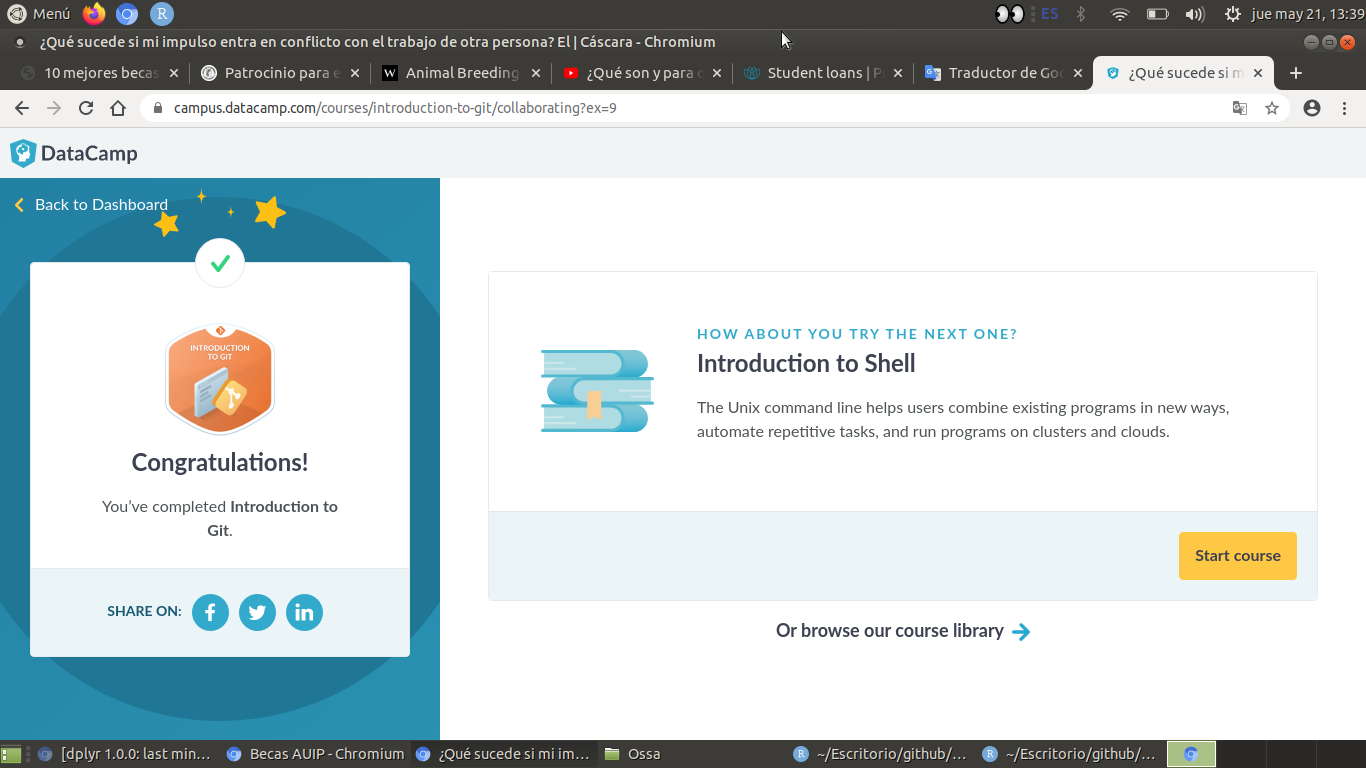 Menú
ES
jue may 21, 13:39
¿Qué sucede si mi impulso entra en conflicto con el trabajo de otra persona? El | Cáscara - Chromium
10 mejores becas
Patrocinio para e
W Animal Breeding
¿Qué son y para
Student loans | P
Traductor de Goo
¿Qué sucede si m
campus.datacamp.com/courses/introduction-to-git/collaborating?ex=9
DataCamp
Back to Dashboard
INTRODUCTION
TO GIT
Congratulations!
You've completed Introduction to
Git.
SHARE ON:
HOW ABOUT YOU TRY THE NEXT ONE?
Introduction to Shell
The Unix command line helps users combine existing programs in new ways,
automate repetitive tasks, and run programs on clusters and clouds.
Start course
Or browse our course library
[dplyr 1.0.0: last min...
Becas AUIP - Chromium
¿Qué sucede si mi im...
Ossa
~/Escritorio/github/...
~/Escritorio/github/...